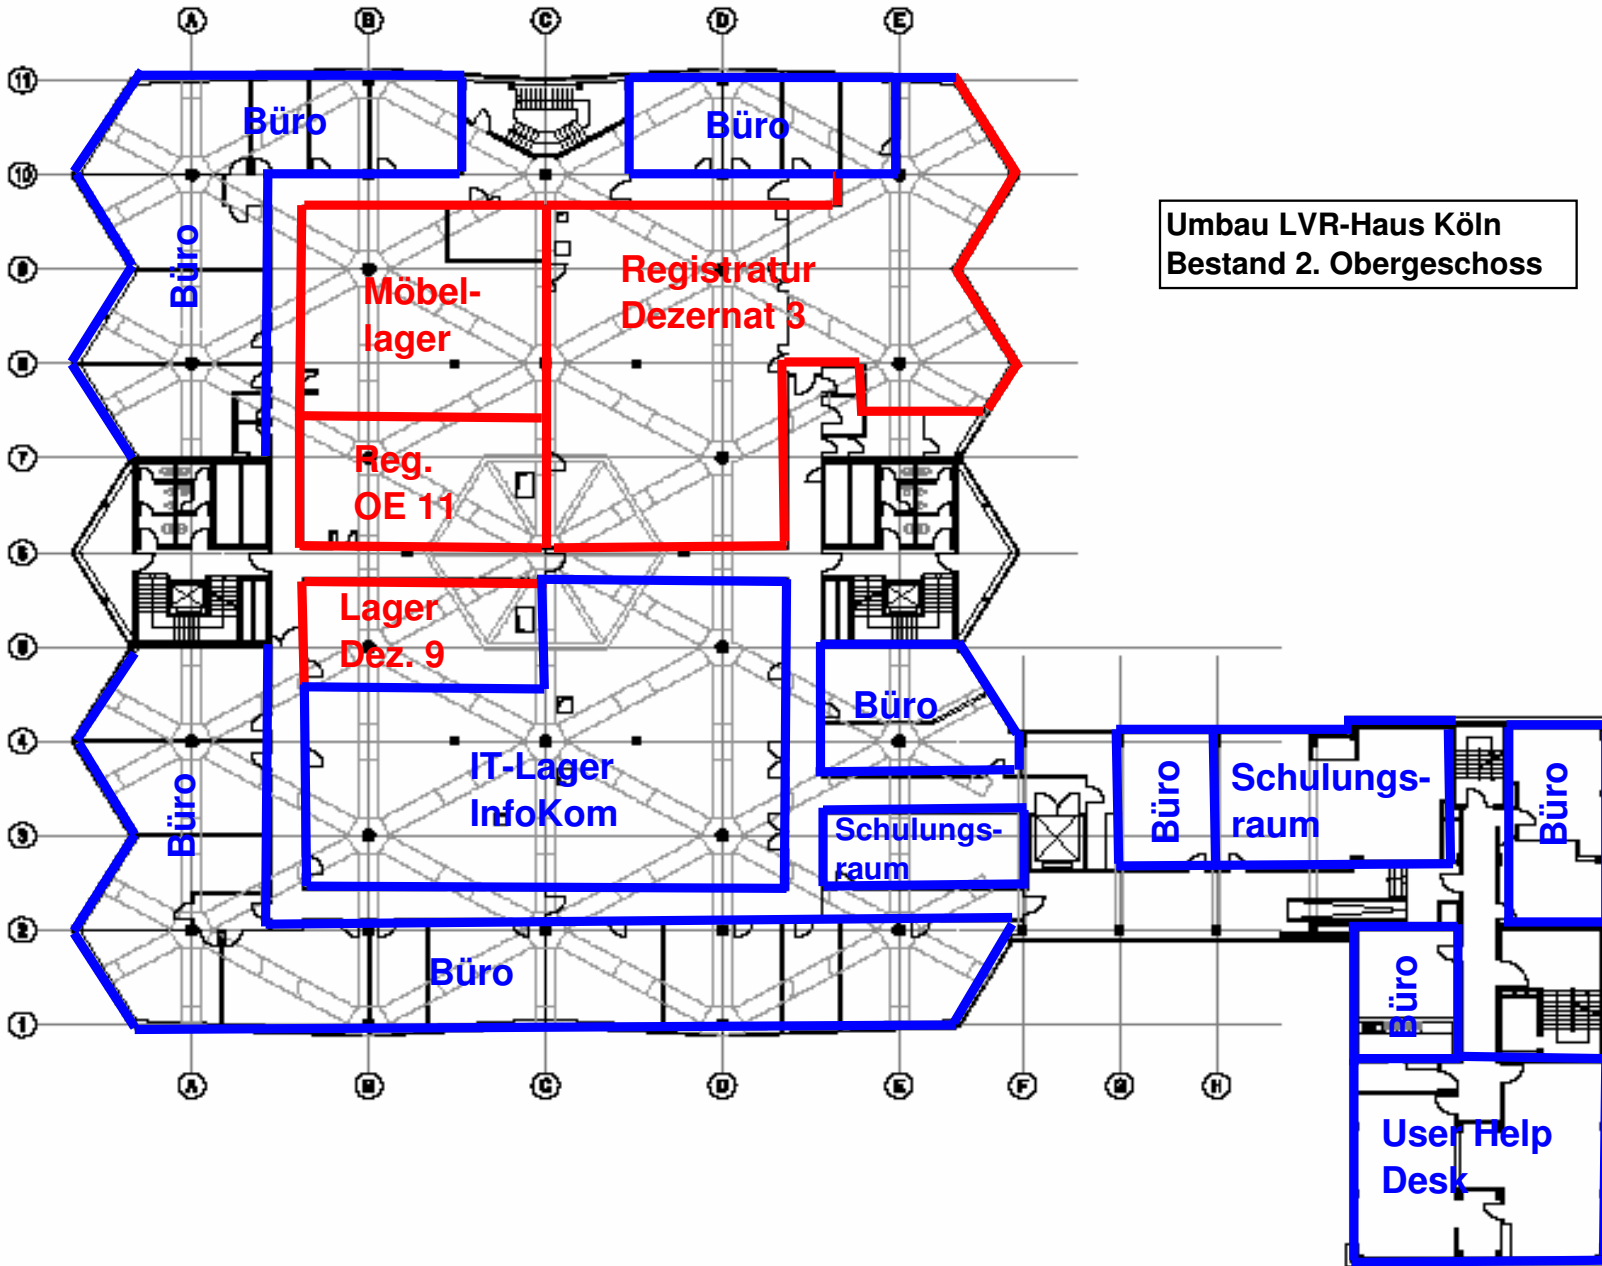 A B C D E
11
Büro
Büro
10
Umbau LVR-Haus Köln
Bestand 2. Obergeschoss
Büro
9
Möbel-
lager
Registratur
Dezernat 3
8
7
Reg.
OE 11
6
Lager
Dez. 9
5
Büro
4
IT-Lager
InfoKom
Büro
Büro
Schulungs-
raum
Büro
3
Schulungs-
raum
2
Büro
Büro
1
A B C D E F G H
User Help
Desk